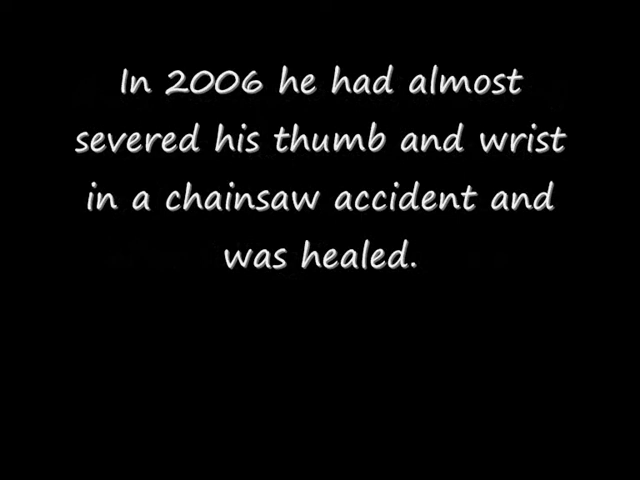 In 2006 he had almost
severed his thumb and wrist
in a chainsaw accident and
was healed.